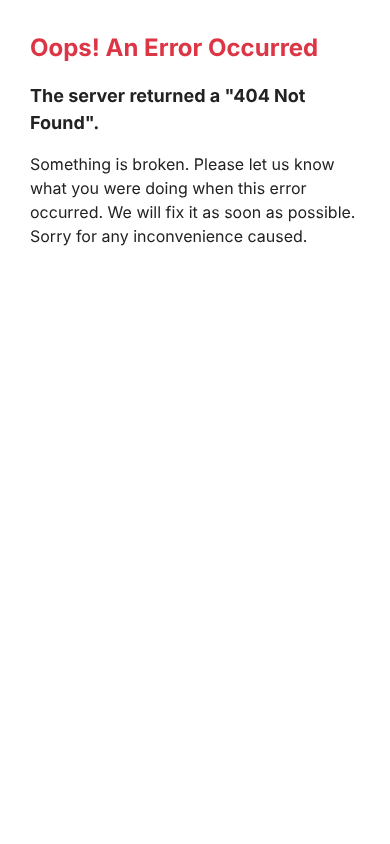 Oops! An Error Occurred
The server returned a "404 Not
Found".
Something is broken. Please let us know
what you were doing when this error
occurred. We will fix it as soon as possible.
Sorry for any inconvenience caused.